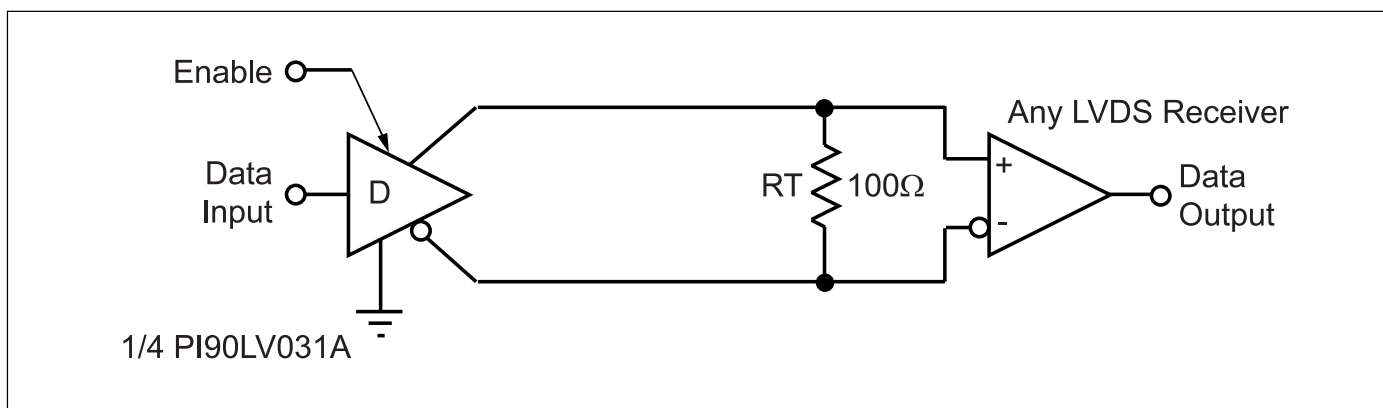 Enable
Data
Input
D
1/4 PI90LV031A
RT
100Ω
Any LVDS Receiver
+
-
Data
Output